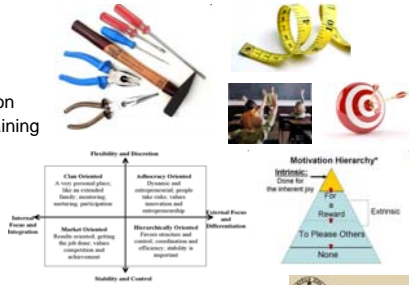 on
ining
Flexibility and Discretion
Clan Oriented
A very personal place,
like an extended
family, mentoring,
nurturing, participation
Adhocracy Oriented
Dynamic and
entrepreneurial, people
take risks, values
innovation and
entrepreneurship
Internal
Focus and
Integration
External Focus
and
Differentiation
Market Oriented
Results oriented, getting
the job done, values
competition and
achievement
Hierarchically Oriented
Favors structure and
control, coordination and
efficiency, stability is
important
Stability and Control
Motivation Hierarchy*
Intrinsic:
Done for
the inherent joy
For
a
Reward
Extrinsic
To Please Others
None